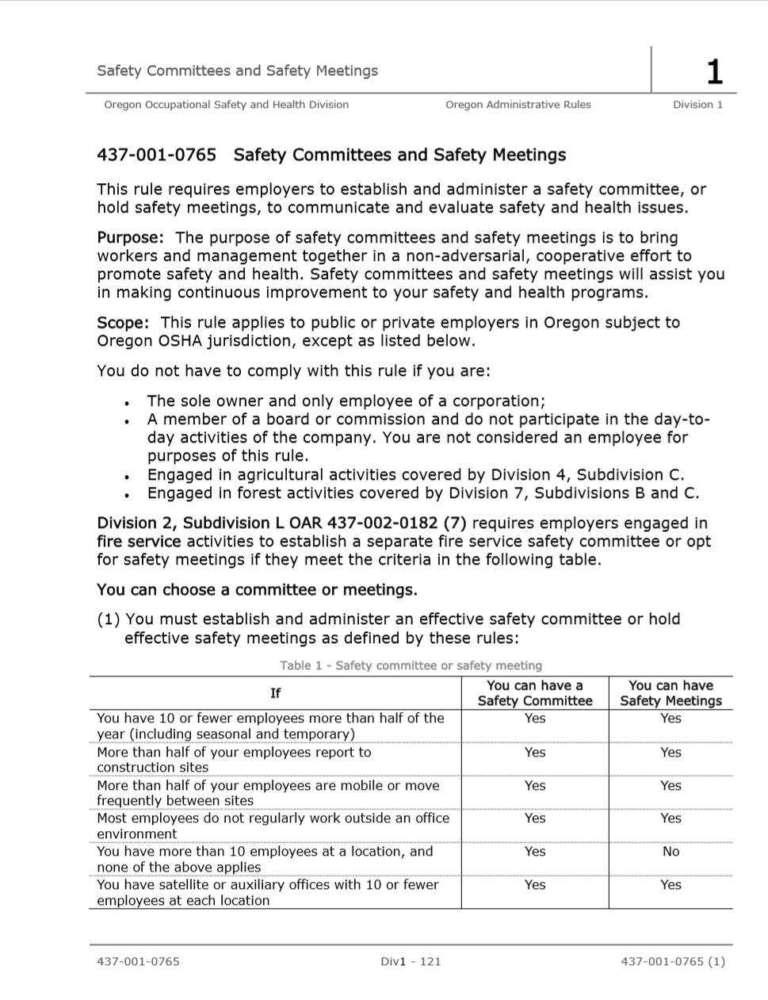 Safety Committees and Safety Meetings
1
Oregon Occupational Safety and Health Division Oregon Administrative Rules Division 1
437-001-0765 Safety Committees and Safety Meetings
This rule requires employers to establish and administer a safety committee, or
hold safety meetings, to communicate and evaluate safety and health issues.
Purpose: The purpose of safety committees and safety meetings is to bring
workers and management together in a non-adversarial, cooperative effort to
promote safety and health. Safety committees and safety meetings will assist you
in making continuous improvement to your safety and health programs.
Scope: This rule applies to public or private employers in Oregon subject to
Oregon OSHA jurisdiction, except as listed below.
You do not have to comply with this rule if you are:
• The sole owner and only employee of a corporation;
• A member of a board or commission and do not participate in the day-to-
day activities of the company. You are not considered an employee for
purposes of this rule.
• Engaged in agricultural activities covered by Division 4, Subdivision C.
• Engaged in forest activities covered by Division 7, Subdivisions B and C.
Division 2, Subdivision L OAR 437-002-0182 (7) requires employers engaged in
fire service activities to establish a separate fire service safety committee or opt
for safety meetings if they meet the criteria in the following table.
You can choose a committee or meetings.
(1) You must establish and administer an effective safety committee or hold
effective safety meetings as defined by these rules:
Table 1 - Safety committee or safety meeting
If
You can have a
Safety Committee
You can have
Safety Meetings
You have 10 or fewer employees more than half of the
year (including seasonal and temporary)
Yes
Yes
More than half of your employees report to
construction sites
Yes
Yes
More than half of your employees are mobile or move
frequently between sites
Yes
Yes
Most employees do not regularly work outside an office
environment
Yes
Yes
You have more than 10 employees at a location, and
none of the above applies
Yes
No
You have satellite or auxiliary offices with 10 or fewer
employees at each location
Yes
Yes
437-001-0765 Div1 - 121 437-001-0765 (1)